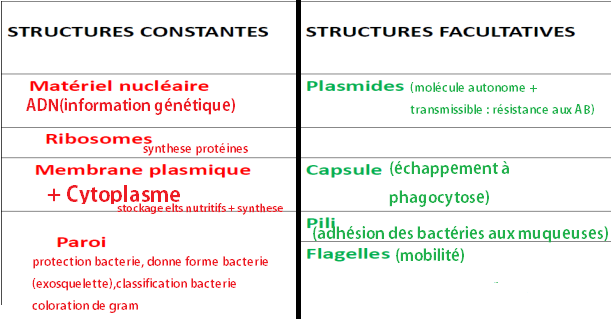 STRUCTURES CONSTANTES
Matériel nucléaire
ADN(information génétique)
Ribosomes
synthese protéines
Membrane plasmique
+ Cytoplasme
stockage elts nutritifs + synthese
Paroi
protection bacterie, donne forme bacterie
(exosquelette),classification bacterie
coloration de gram
STRUCTURES FACULTATIVES
Plasmides (molécule autonome +
transmissible : résistance aux AB)
Capsule (échappement à
phagocytose)
Pili
(adhésion des bactéries aux muqueuses)
Flagelles (mobilité)